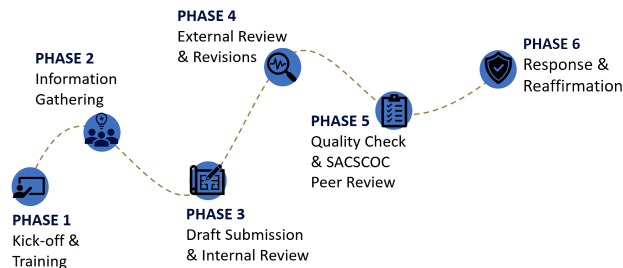 PHASE 1
Kick-off &
Training
PHASE 2
Information
Gathering
PHASE 3
Draft Submission
& Internal Review
PHASE 4
External Review
& Revisions
PHASE 5
Quality Check
& SACSCOC
Peer Review
PHASE 6
Response &
Reaffirmation